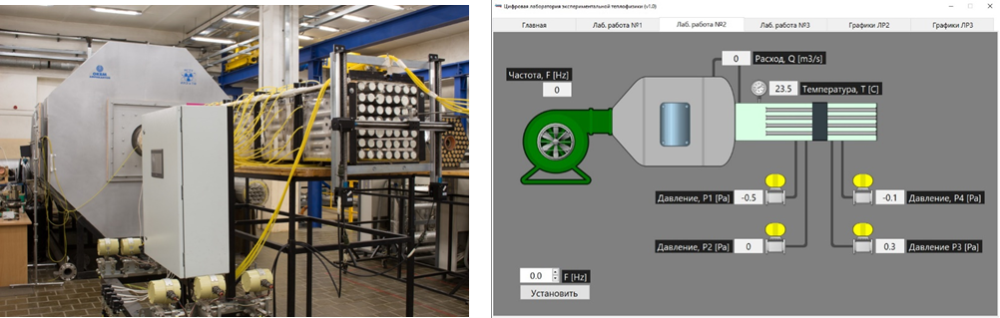 Цифровая лаборатория экспериментальной теплофизики (v1.0)
Главная
Лаб. работа №1
Лаб. работа №2
Лаб. работа №3
Графики ЛР2
Графики ЛР3
0
Расход, Q [m3/s]
Частота, F [Hz]
0
23.5
Температура, T [C]
Давление, P1 [Pa]
-0.5
-0.1
Давление, P4 [Pa]
Давление, P2 [Pa]
0
0.3
Давление P3 [Pa]
0.0
F [Hz]
Установить